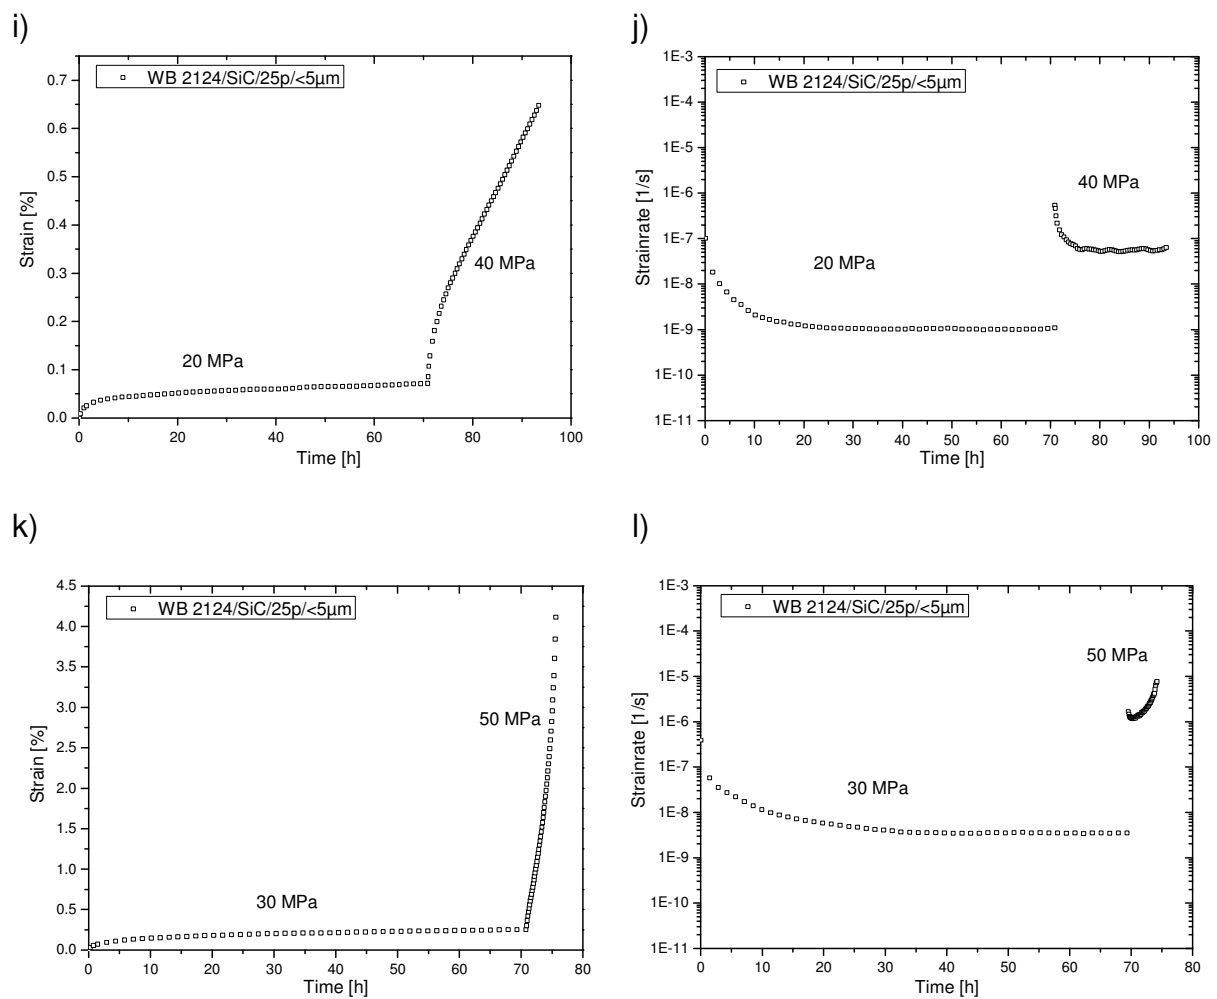 i)
WB 2124/SiC/25p/<5μm
Strain [%]
0.7
0.6
0.5
0.4
0.3
0.2
0.1
0.0
20 MPa
40 MPa
0 20 40 60 80 100
Time [h]
j)
WB 2124/SiC/25p/<5μm
Strainrate [1/s]
1E-3
1E-4
1E-5
1E-6
1E-7
1E-8
1E-9
1E-10
1E-11
20 MPa
40 MPa
0 10 20 30 40 50 60 70 80 90 100
Time [h]
k)
WB 2124/SiC/25p/<5μm
Strain [%]
4.5
4.0
3.5
3.0
2.5
2.0
1.5
1.0
0.5
0.0
30 MPa
50 MPa
0 10 20 30 40 50 60 70 80
Time [h]
l)
WB 2124/SiC/25p/<5μm
Strainrate [1/s]
1E-3
1E-4
1E-5
1E-6
1E-7
1E-8
1E-9
1E-10
1E-11
30 MPa
50 MPa
0 10 20 30 40 50 60 70 80
Time [h]